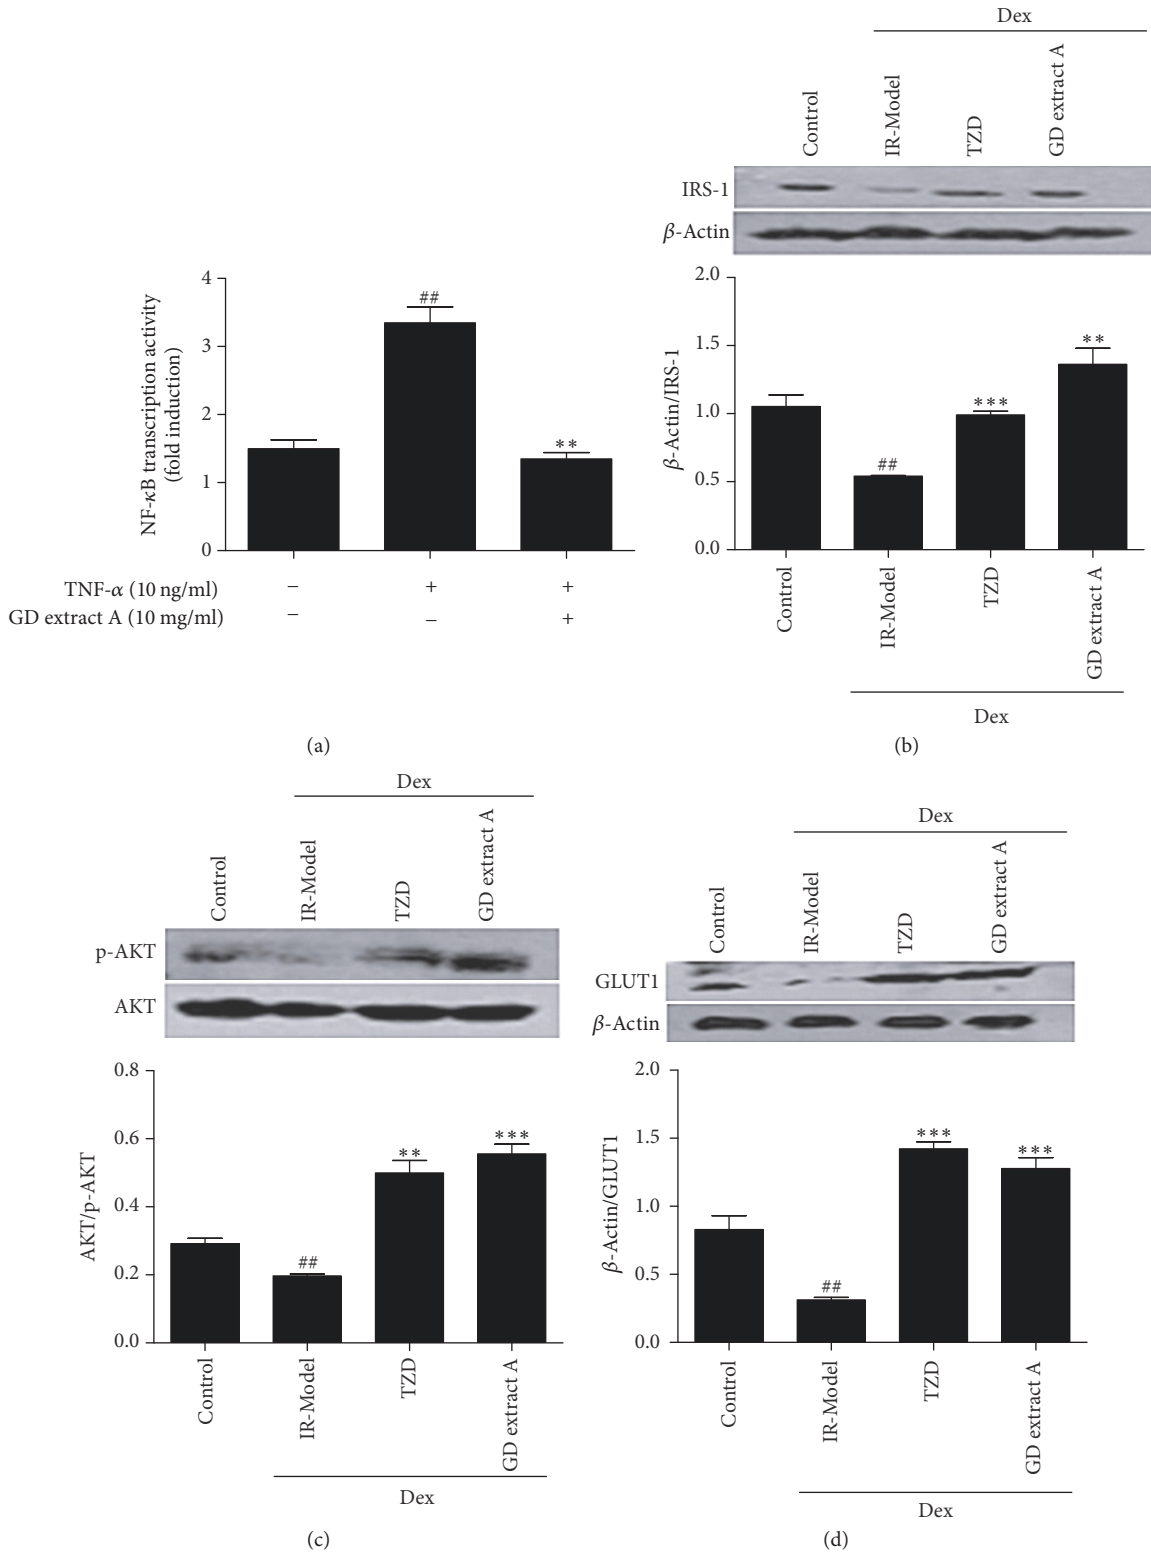 4
3
2
1
0
NF-κB transcription activity
(fold induction)
##
**
TNF-α (10 ng/ml)
−
+
+
GD extract A (10 mg/ml)
−
−
+
(a)
Dex
Control
IR-Model
TZD
GD extract A
IRS-1
β-Actin
2.0
1.5
1.0
0.5
0.0
β-Actin/IRS-1
##
***
**
Control
IR-Model
TZD
GD extract A
Dex
(b)
Dex
Control
IR-Model
TZD
GD extract A
p-AKT
AKT
0.8
0.6
0.4
0.2
0.0
AKT/p-AKT
##
**
***
Control
IR-Model
TZD
GD extract A
Dex
(c)
Dex
Control
IR-Model
TZD
GD extract A
GLUT1
β-Actin
2.0
1.5
1.0
0.5
0.0
β-Actin/GLUT1
##
***
***
Control
IR-Model
TZD
GD extract A
Dex
(d)